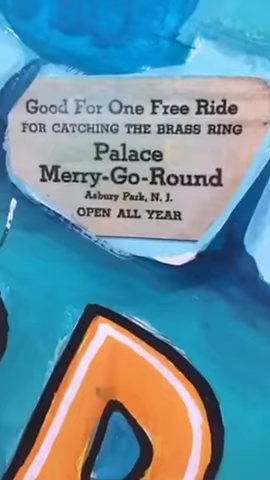 Good For One Free Ride
FOR CATCHING THE BRASS RING
Palace
Merry-Go-Round
Asbury Park, N. J.
OPEN ALL YEAR